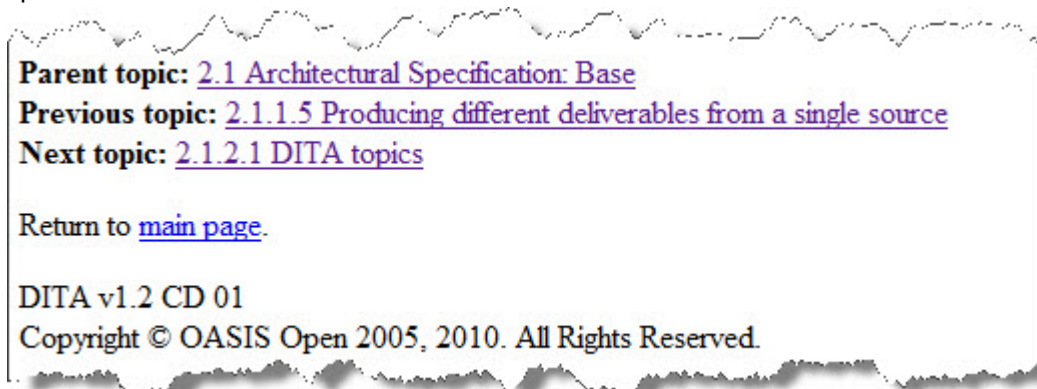 Parent topic: 2.1 Architectural Specification: Base
Previous topic: 2.1.1.5 Producing different deliverables from a single source
Next topic: 2.1.2.1 DITA topics
Return to main page.
DITA v1.2 CD 01
Copyright © OASIS Open 2005, 2010. All Rights Reserved.